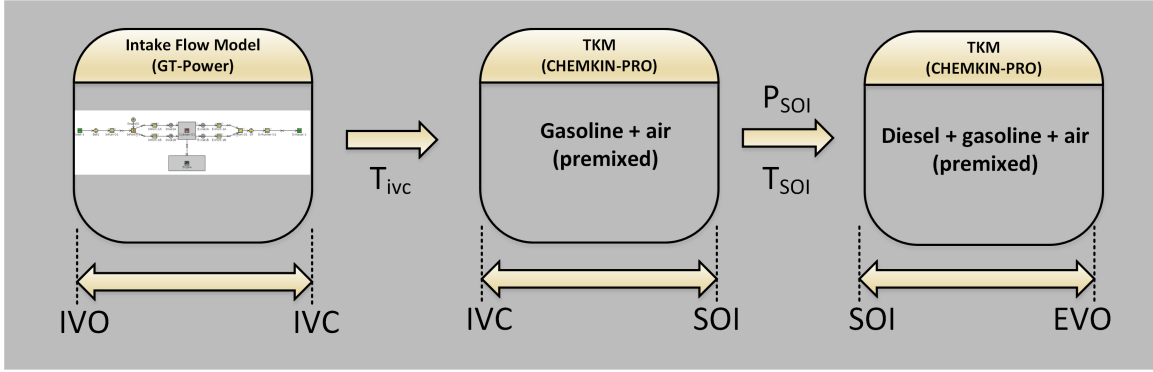 Intake Flow Model
(GT-Power)
TKM
(CHEMKIN-PRO)
TKM
(CHEMKIN-PRO)
T_ivc
Gasoline + air
(premixed)
P_SOI
T_SOI
Diesel + gasoline + air
(premixed)
IVO
IVC
IVC
SOI
SOI
EVO